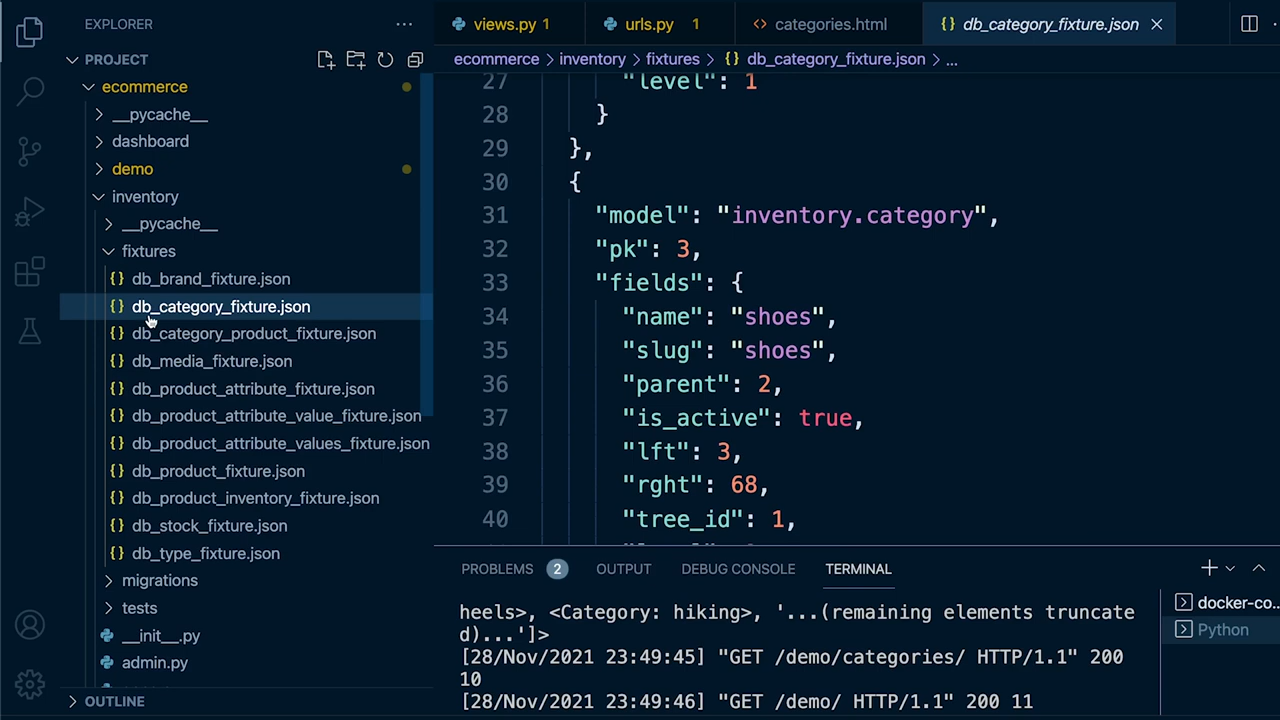 EXPLORER
PROJECT
ecommerce
__pycache__
dashboard
demo
inventory
__pycache__
fixtures
db_brand_fixture.json
db_category_fixture.json
db_category_product_fixture.json
db_media_fixture.json
db_product_attribute_fixture.json
db_product_attribute_value_fixture.json
db_product_attribute_values_fixture.json
db_product_fixture.json
db_product_inventory_fixture.json
db_stock_fixture.json
db_type_fixture.json
migrations
tests
__init__.py
admin.py
OUTLINE
views.py 1 urls.py 1 categories.html db_category_fixture.json
ecommerce > inventory > fixtures > {} db_category_fixture.json > ...
27 "level": 1
28 }
29 },
30 {
31 "model": "inventory.category",
32 "pk": 3,
33 "fields": {
34 "name": "shoes",
35 "slug": "shoes",
36 "parent": 2,
37 "is_active": true,
38 "lft": 3,
39 "rght": 68,
40 "tree_id": 1,
PROBLEMS 2 OUTPUT DEBUG CONSOLE TERMINAL
heels>, <Category: hiking>, '...(remaining elements truncate
d)...']>
[28/Nov/2021 23:49:45] "GET /demo/categories/ HTTP/1.1" 200
10
[28/Nov/2021 23:49:46] "GET /demo/ HTTP/1.1" 200 11
docker-co...
Python